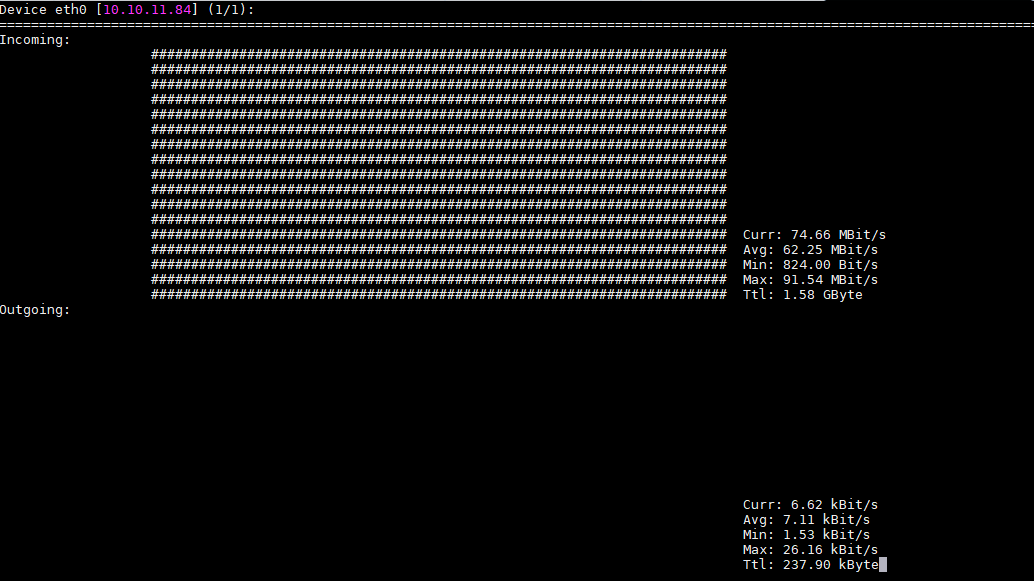 Device eth0 [10.10.11.84] (1/1):
=================================================================================================================================
Incoming:
########################################################################
########################################################################
########################################################################
########################################################################
########################################################################
########################################################################
########################################################################
########################################################################
########################################################################
########################################################################
########################################################################
########################################################################
######################################################################## Curr: 74.66 MBit/s
######################################################################## Avg: 62.25 MBit/s
######################################################################## Min: 824.00 Bit/s
######################################################################## Max: 91.54 MBit/s
######################################################################## Ttl: 1.58 GByte
Outgoing:
Curr: 6.62 kBit/s
Avg: 7.11 kBit/s
Min: 1.53 kBit/s
Max: 26.16 kBit/s
Ttl: 237.90 kByte